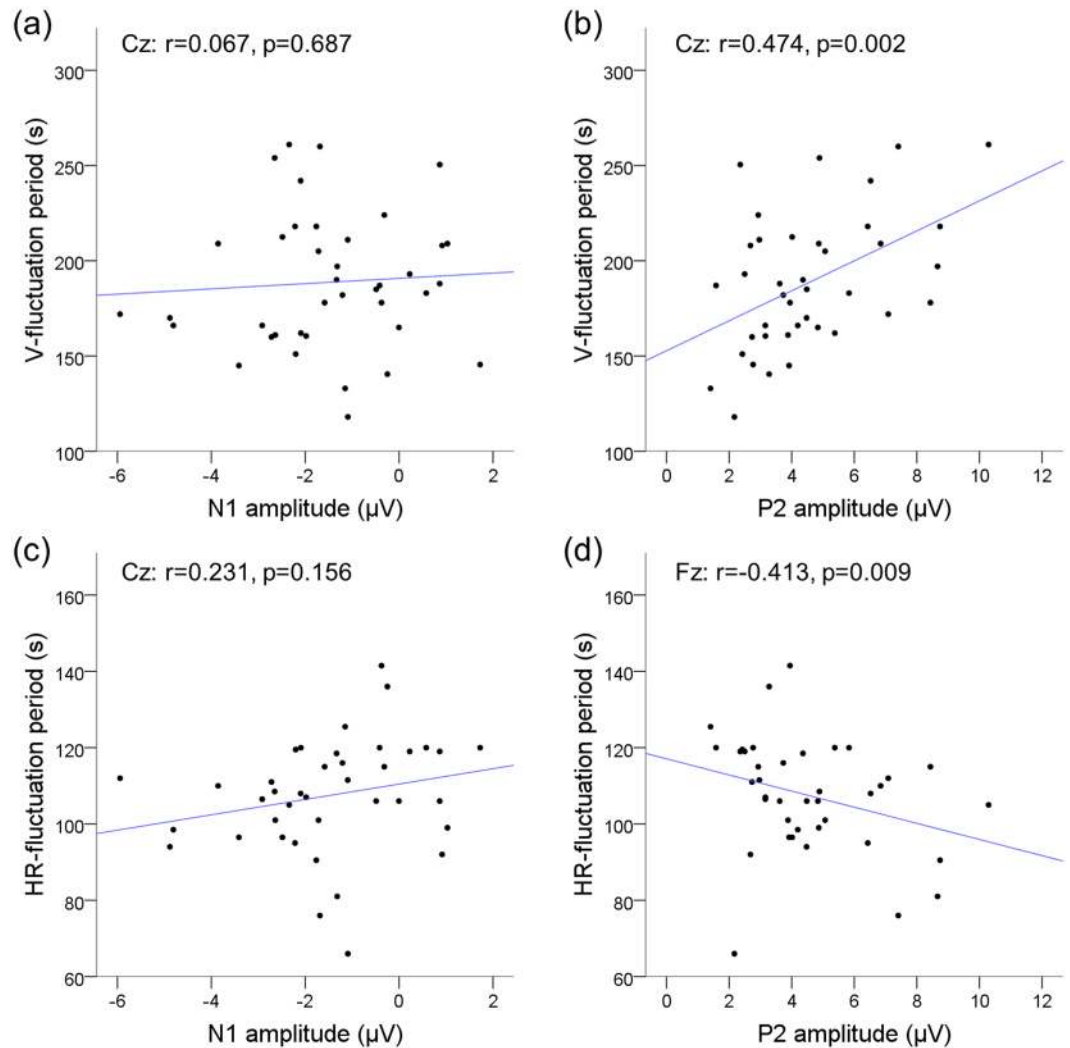 (a)
Cz: r=0.067, p=0.687
V-fluctuation period (s)
300
250
200
150
100
-6 -4 -2 0 2
N1 amplitude (µV)
(b)
Cz: r=0.474, p=0.002
V-fluctuation period (s)
300
250
200
150
100
0 2 4 6 8 10 12
P2 amplitude (µV)
(c)
Cz: r=0.231, p=0.156
HR-fluctuation period (s)
160
140
120
100
80
60
-6 -4 -2 0 2
N1 amplitude (µV)
(d)
Fz: r=-0.413, p=0.009
HR-fluctuation period (s)
160
140
120
100
80
60
0 2 4 6 8 10 12
P2 amplitude (µV)